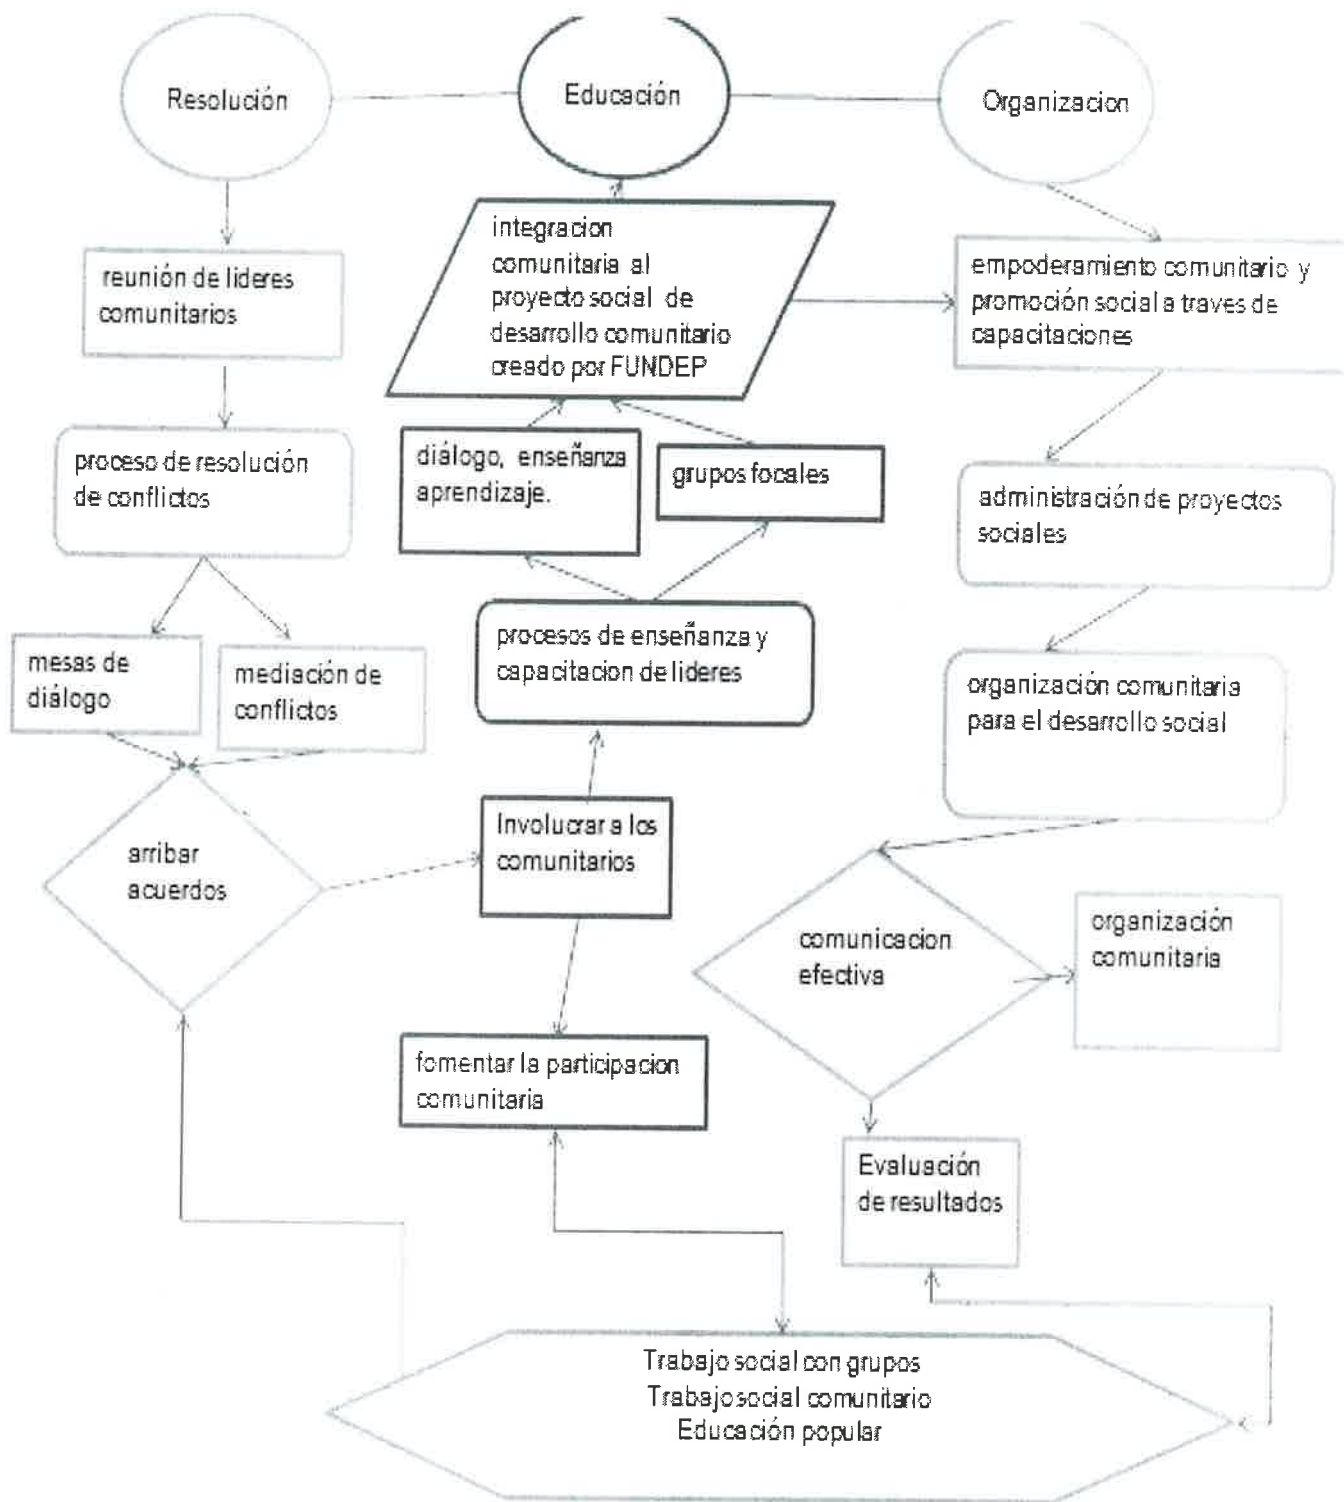 Resolución
Educación
Organizacion
reunión de lideres
comunitarios
integracion
comunitaria al
proyecto social de
desarrollo comunitario
creado por FUNDEP
empoderamiento comunitario y
promoción social a traves de
capacitaciones
proceso de resolución
de conflictos
diálogo, enseñanza
aprendizaje.
grupos focales
administración de proyectos
sociales
mesas de
diálogo
mediación de
conflictos
procesos de enseñanza y
capacitacion de lideres
organización comunitaria
para el desarrollo social
arribar
acuerdos
Involucrar a los
comunitarios
comunicacion
efectiva
organización
comunitaria
fomentar la participacion
comunitaria
Evaluación
de resultados
Trabajo social con grupos
Trabajo social comunitario
Educación popular